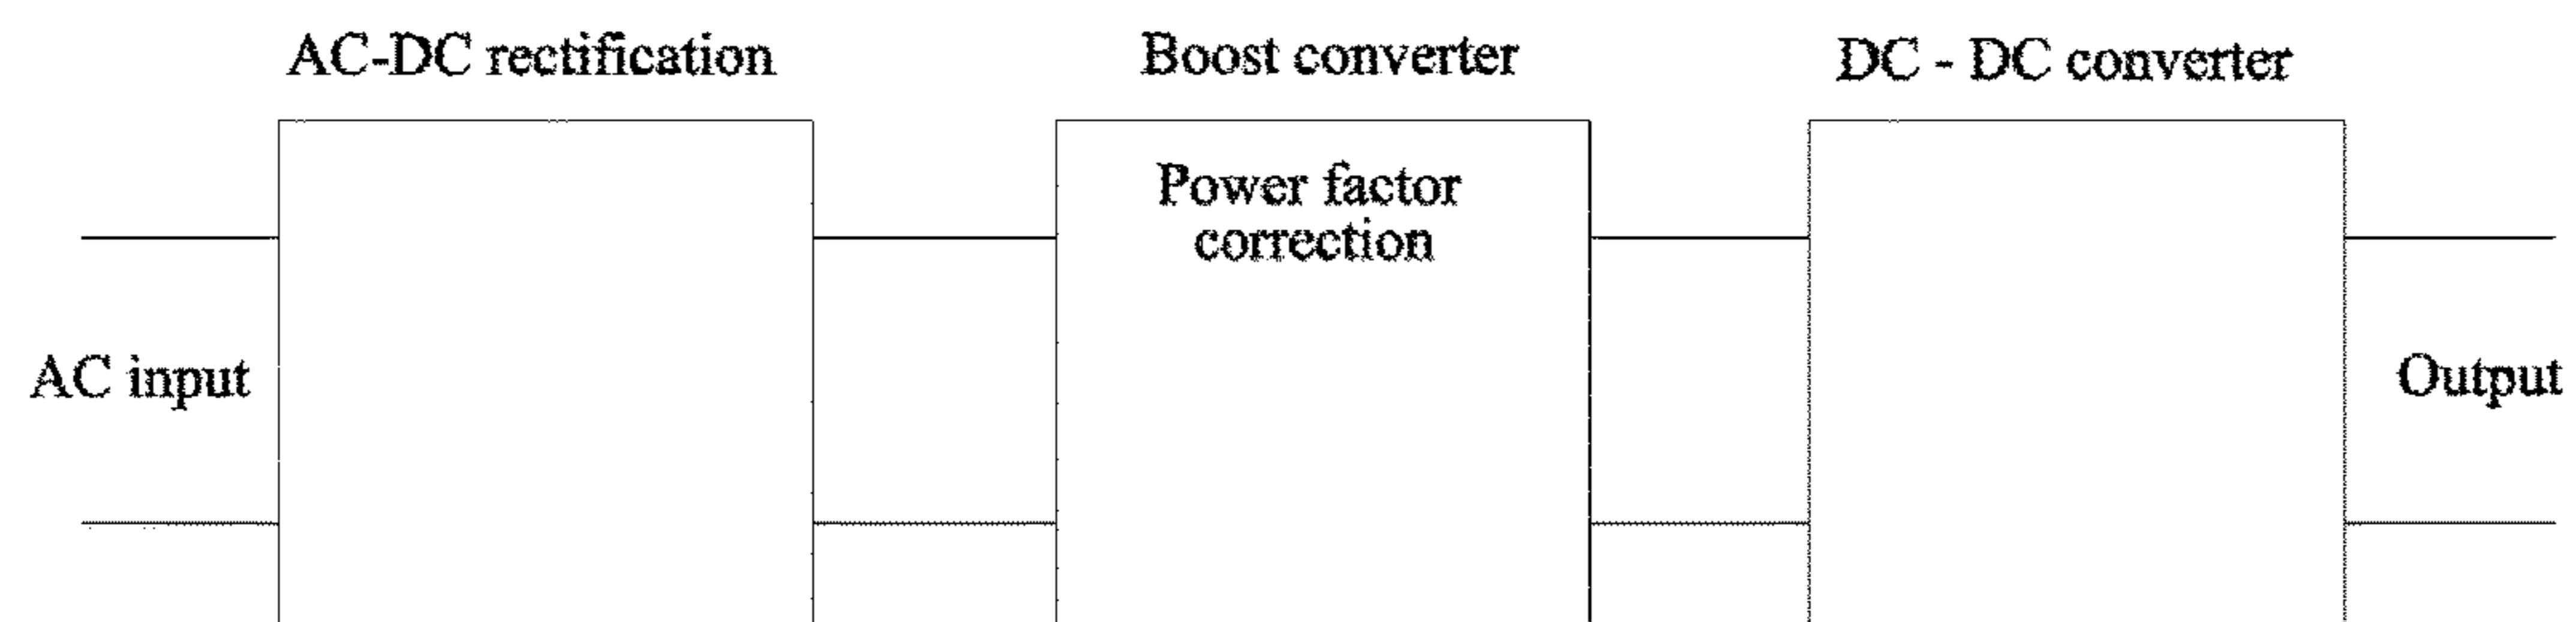 AC-DC rectification
Boost converter
DC - DC converter
Power factor
correction
AC input
Output